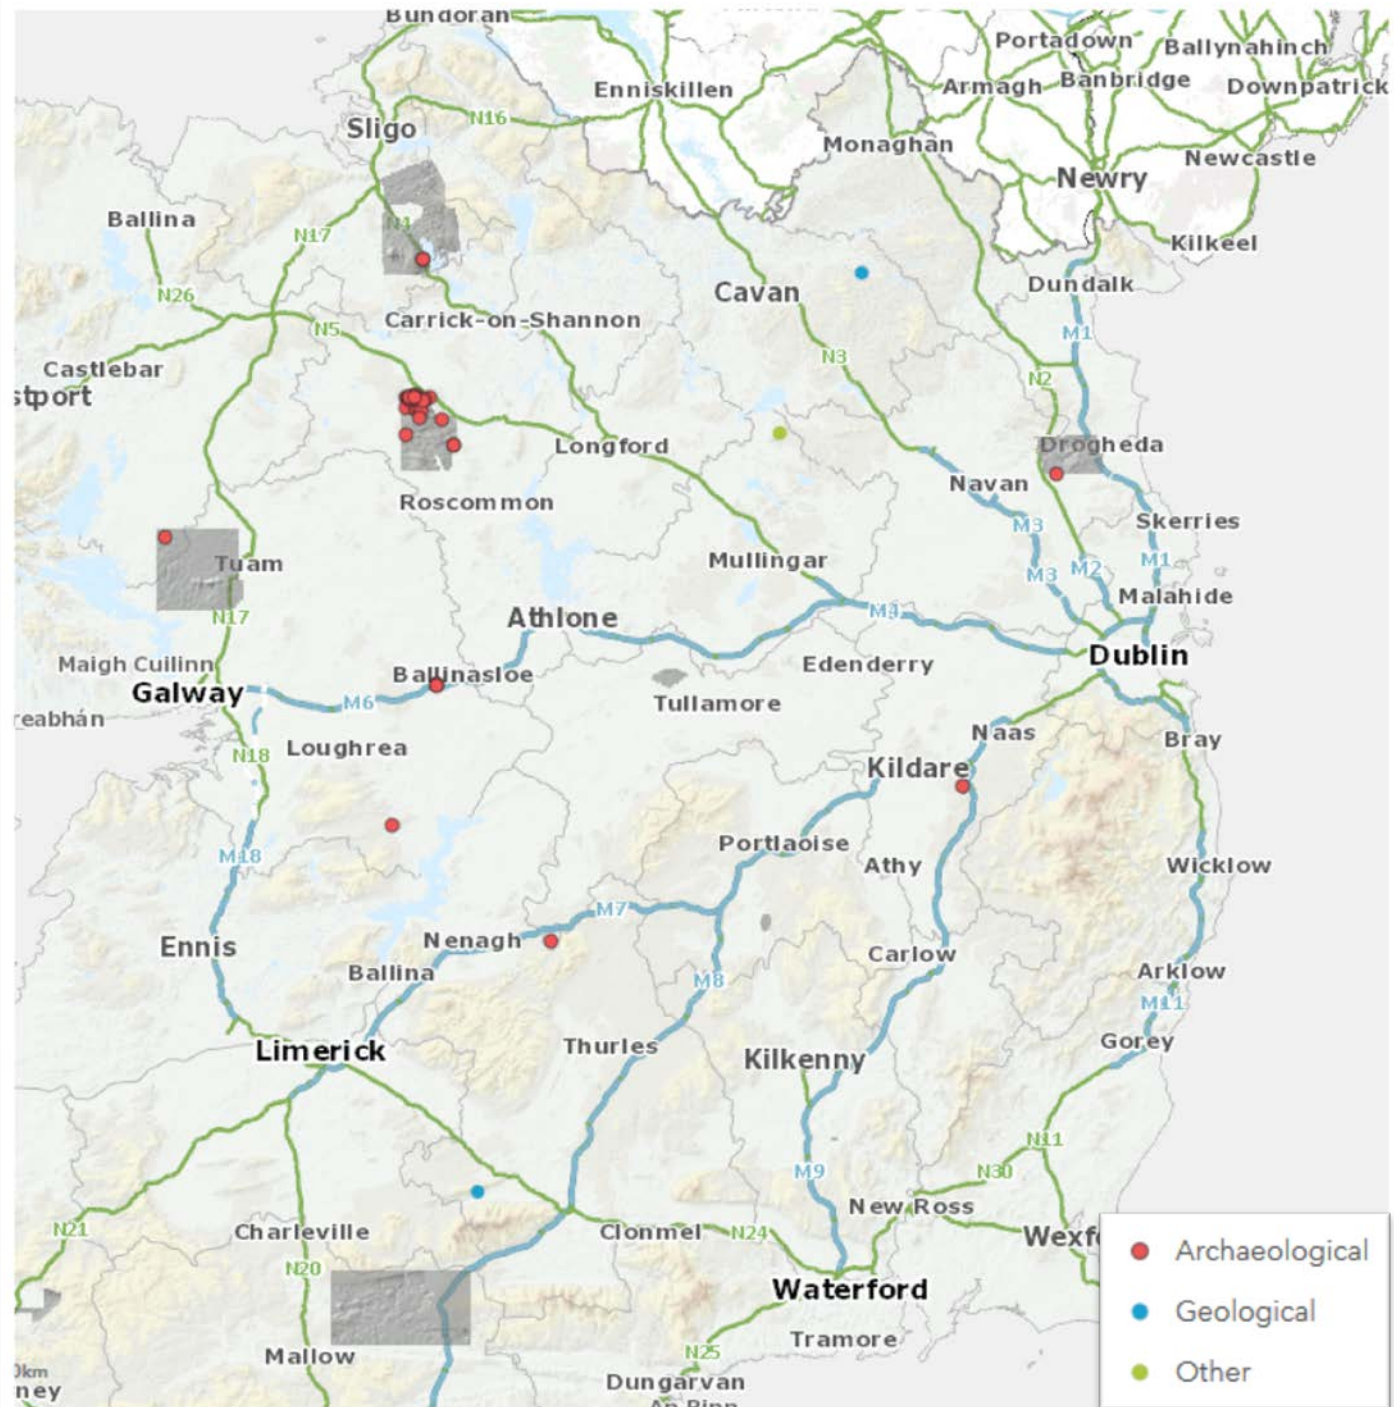 Bundoran
Portadown
Ballynahinch
Enniskillen
Armagh
Banbridge
Downpatrick
N16
Sligo
Monaghan
Newcastle
Newry
Ballina
N4
N17
Kilkeel
Cavan
Dundalk
N26
Carrick-on-Shannon
N5
M1
N3
Castlebar
N2
stport
Longford
Drogheda
Navan
Roscommon
Skerries
M3
Mullingar
Tuam
M1
M2
M3
Malahide
M4
N17
Athlone
Dublin
Maigh Cuilinn
Edenderry
Ballinasloe
Galway
M6
Tullamore
reabhán
Naas
Bray
Loughrea
N18
Kildare
Portlaoise
M18
Athy
Wicklow
M7
Nenagh
Ennis
Carlow
Ballina
Arklow
M8
M11
Gorey
Thurles
Limerick
Kilkenny
N11
M9
N30
New Ross
N21
Charleville
Clonmel
N24
Wexf
Archaeological
N20
Waterford
Geological
Tramore
Mallow
N25
0km
Other
ney
Dungarvan
An Rinn